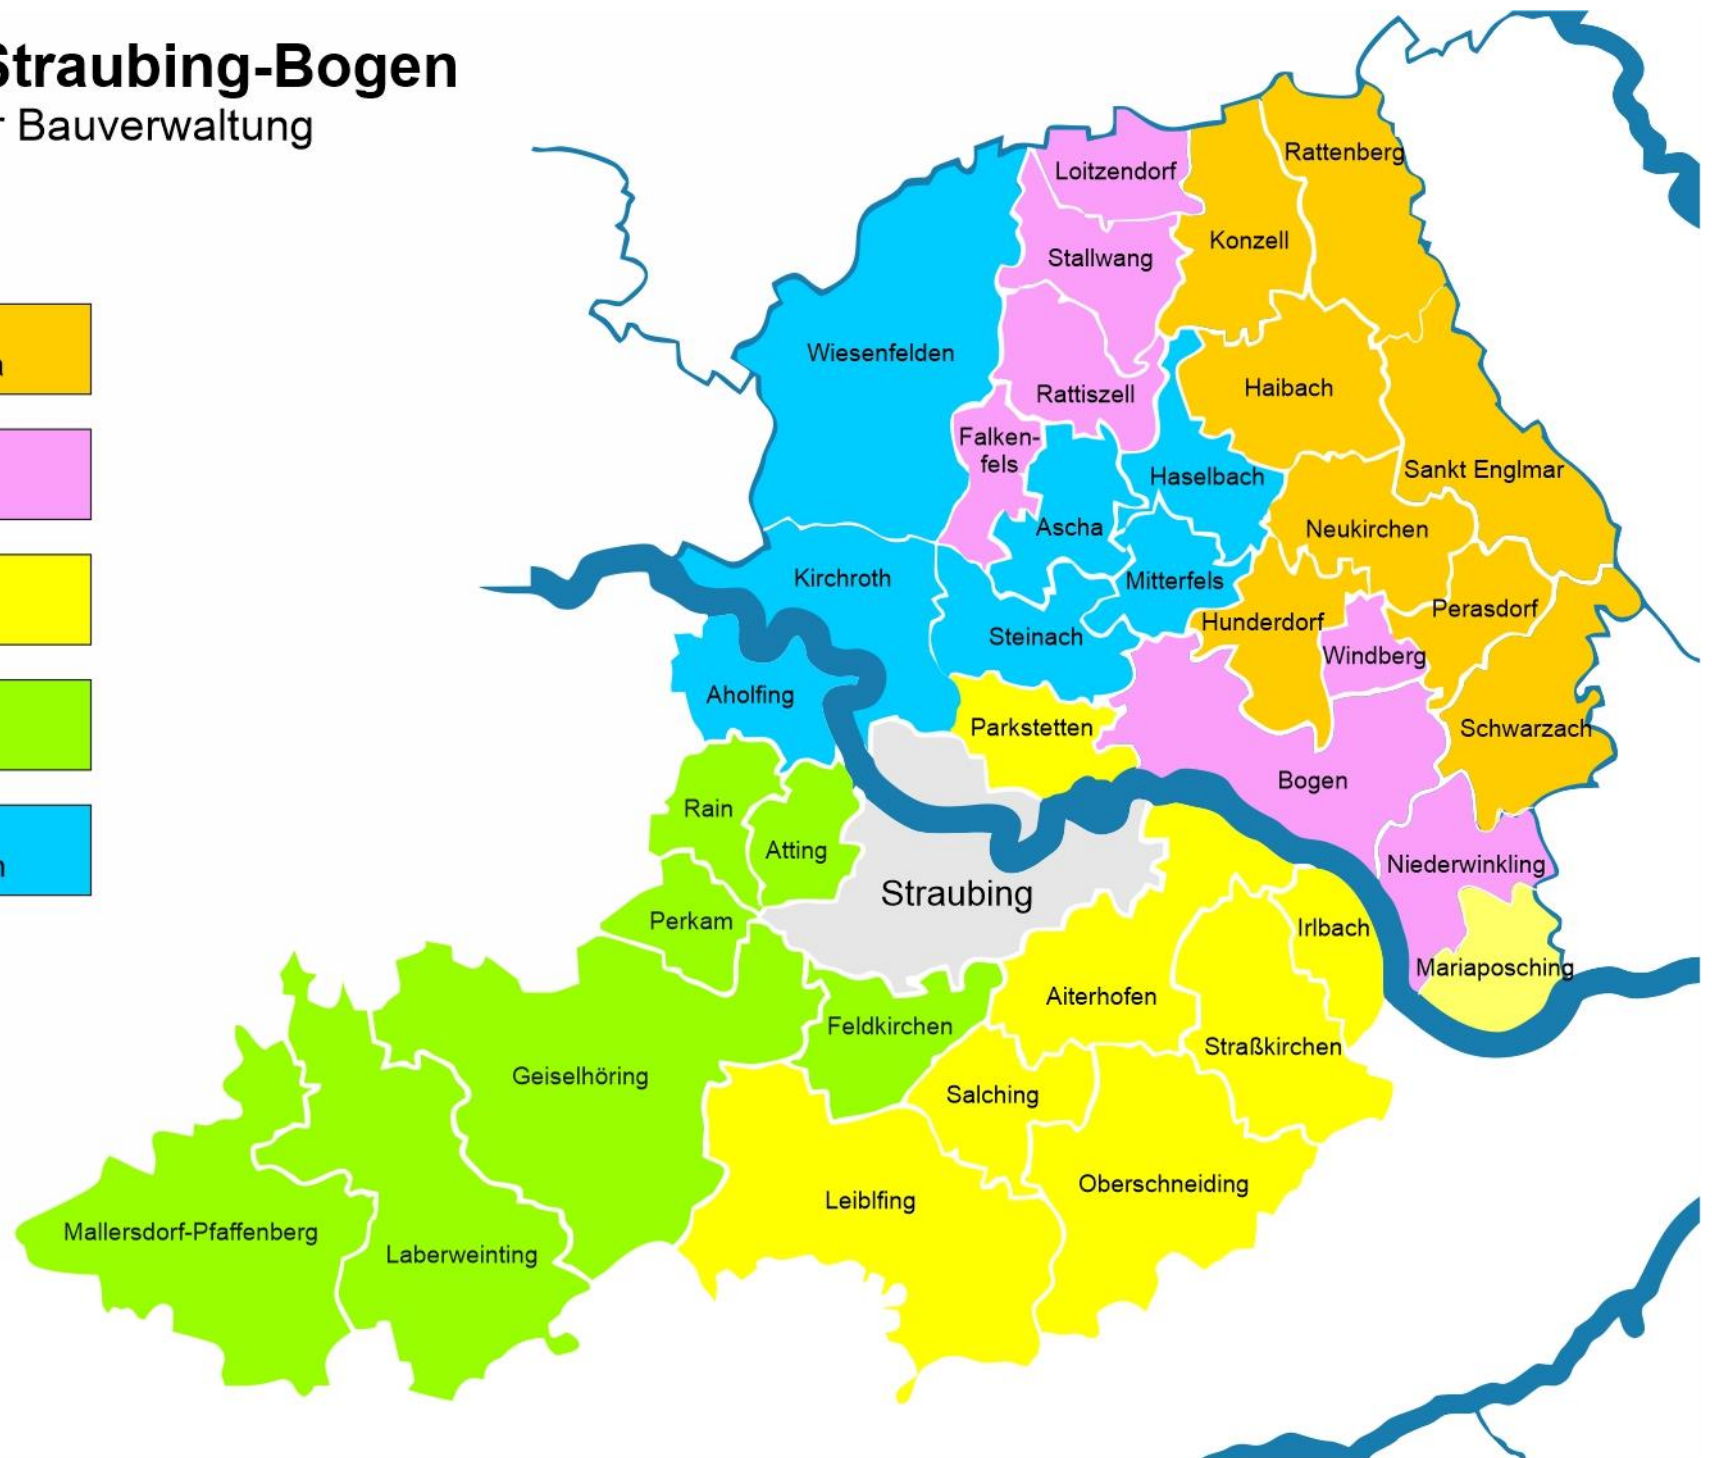 Straubing-Bogen
r Bauverwaltung
Rattenberg
Loitzendorf
Konzell
Stallwang
Wiesenfelden
Haibach
Rattiszell
Falken-
fels
Sankt Englmar
Haselbach
Ascha
Neukirchen
Kirchroth
Mitterfels
Perasdorf
Hunderdorf
Steinach
Windberg
Aholfing
Parkstetten
Schwarzach
Bogen
Rain
Atting
Niederwinkling
Straubing
Perkam
Irlbach
Mariaposching
Aiterhofen
Feldkirchen
Straßkirchen
Geiselhöring
Salching
Oberschneiding
Leiblfing
Mallersdorf-Pfaffenberg
Laberweinting